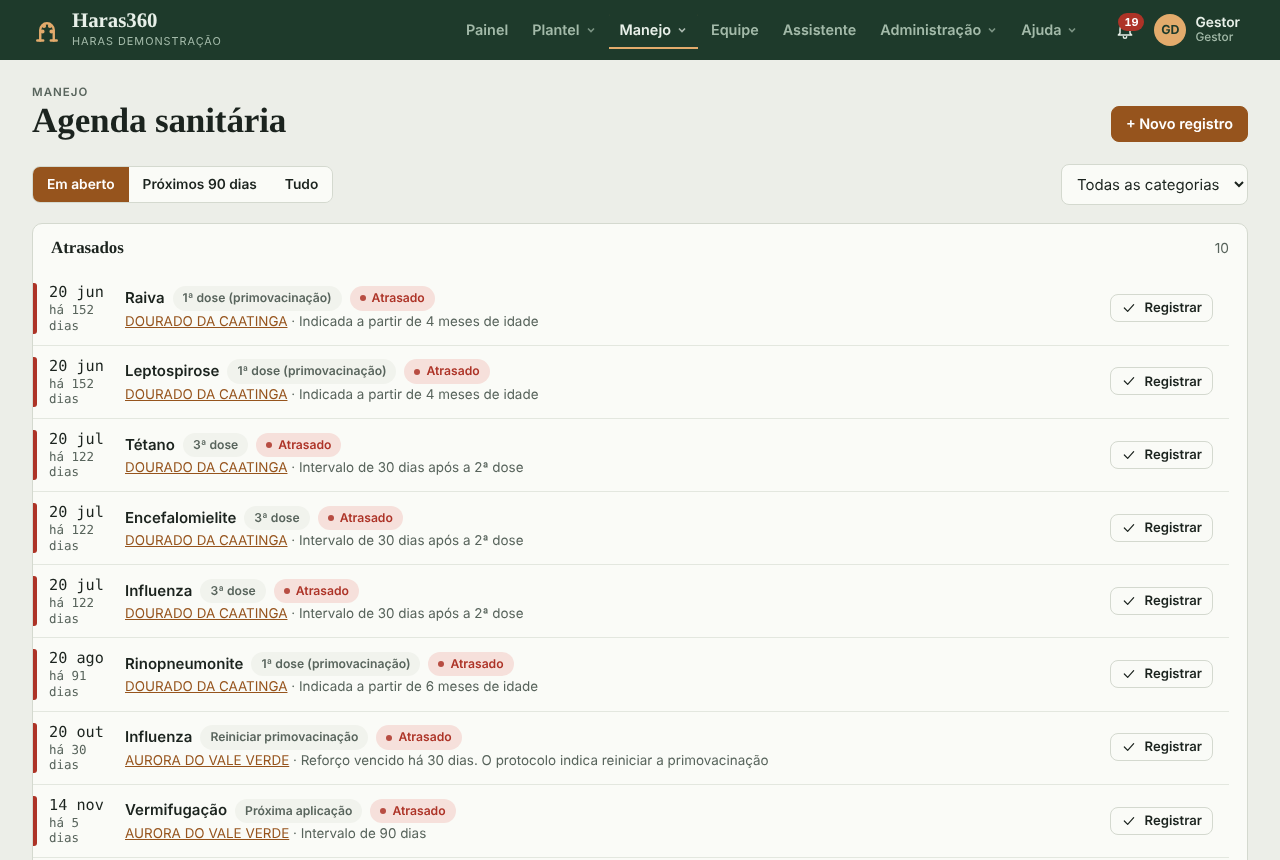 Haras360
HARAS DEMONSTRAÇÃO
Painel Plantel Manejo Equipe Assistente Administração Ajuda
19
GD
Gestor
Gestor
MANEJO
Agenda sanitária
+ Novo registro
Em aberto Próximos 90 dias Tudo
Todas as categorias
Atrasados 10
20 jun
há 152 dias
Raiva 1ª dose (primovacinação) Atrasado
DOURADO DA CAATINGA · Indicada a partir de 4 meses de idade
Registrar
20 jun
há 152 dias
Leptospirose 1ª dose (primovacinação) Atrasado
DOURADO DA CAATINGA · Indicada a partir de 4 meses de idade
Registrar
20 jul
há 122 dias
Tétano 3ª dose Atrasado
DOURADO DA CAATINGA · Intervalo de 30 dias após a 2ª dose
Registrar
20 jul
há 122 dias
Encefalomielite 3ª dose Atrasado
DOURADO DA CAATINGA · Intervalo de 30 dias após a 2ª dose
Registrar
20 jul
há 122 dias
Influenza 3ª dose Atrasado
DOURADO DA CAATINGA · Intervalo de 30 dias após a 2ª dose
Registrar
20 ago
há 91 dias
Rinopneumonite 1ª dose (primovacinação) Atrasado
DOURADO DA CAATINGA · Indicada a partir de 6 meses de idade
Registrar
20 out
há 30 dias
Influenza Reiniciar primovacinação Atrasado
AURORA DO VALE VERDE · Reforço vencido há 30 dias. O protocolo indica reiniciar a primovacinação
Registrar
14 nov
há 5 dias
Vermifugação Próxima aplicação Atrasado
AURORA DO VALE VERDE · Intervalo de 90 dias
Registrar